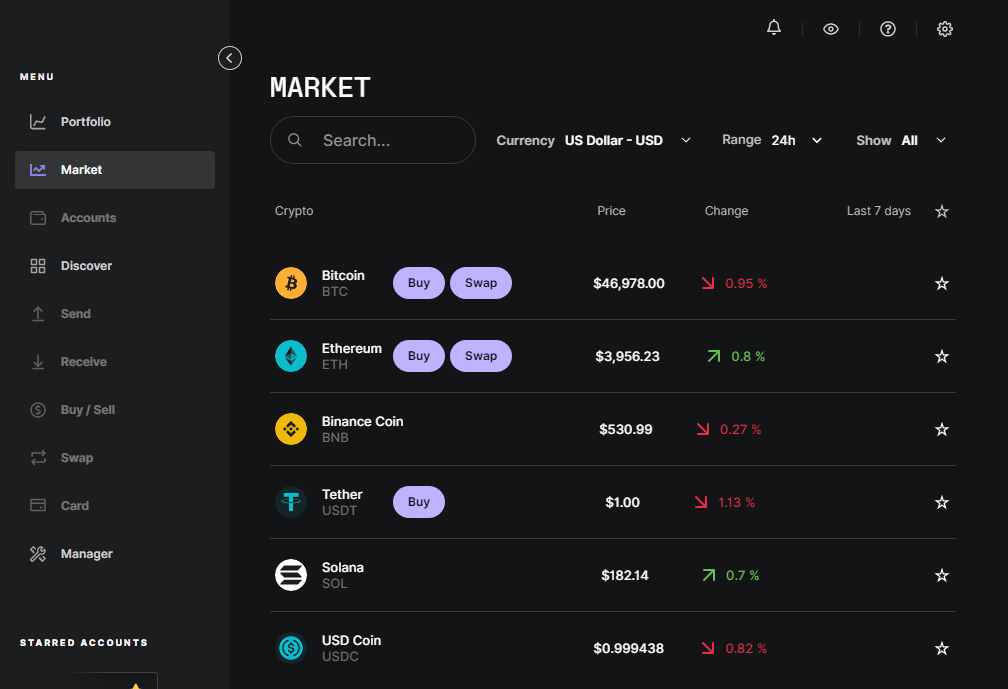 MENU
Portfolio
Market
Accounts
Discover
Send
Receive
Buy / Sell
Swap
Card
Manager
STARRED ACCOUNTS
MARKET
Search...
Currency US Dollar - USD
Range 24h
Show All
Crypto Price Change Last 7 days
Bitcoin
BTC
Buy Swap $46,978.00 0.95 %
Ethereum
ETH
Buy Swap $3,956.23 0.8 %
Binance Coin
BNB
$530.99 0.27 %
Tether
USDT
Buy $1.00 1.13 %
Solana
SOL
$182.14 0.7 %
USD Coin
USDC
$0.999438 0.82 %